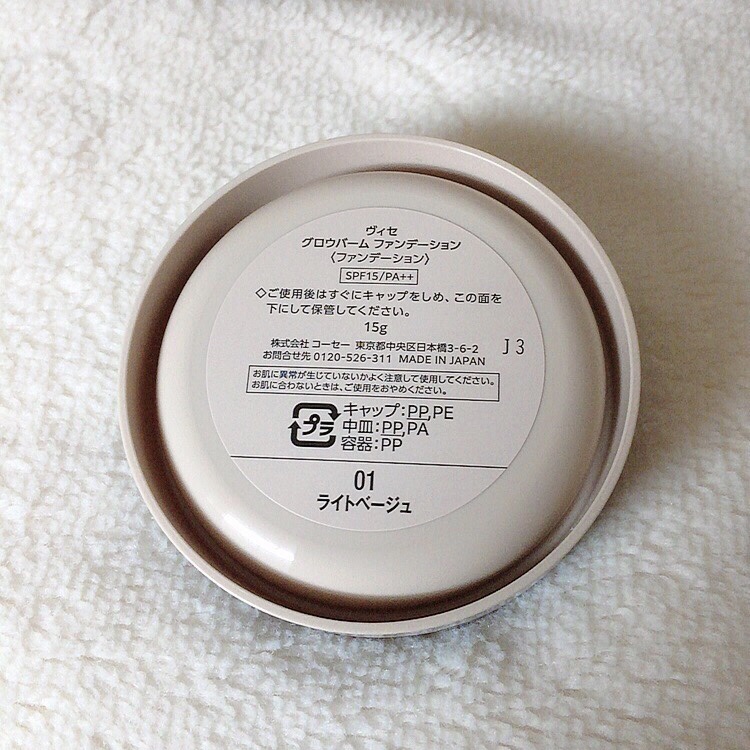 ヴィセ
グロウバーム ファンデーション
〈ファンデーション〉
SPF15/PA++
◇ご使用後はすぐにキャップをしめ、この面を
下にして保管してください。
15g
株式会社 コーセー 東京都中央区日本橋3-6-2
お問合せ先 0120-526-311 MADE IN JAPAN
J3
お肌に異常が生じていないかよく注意して使用してください。
お肌に合わないときは、ご使用をおやめください。
プラ
キャップ:PP,PE
中皿:PP,PA
容器:PP
01
ライトベージュ